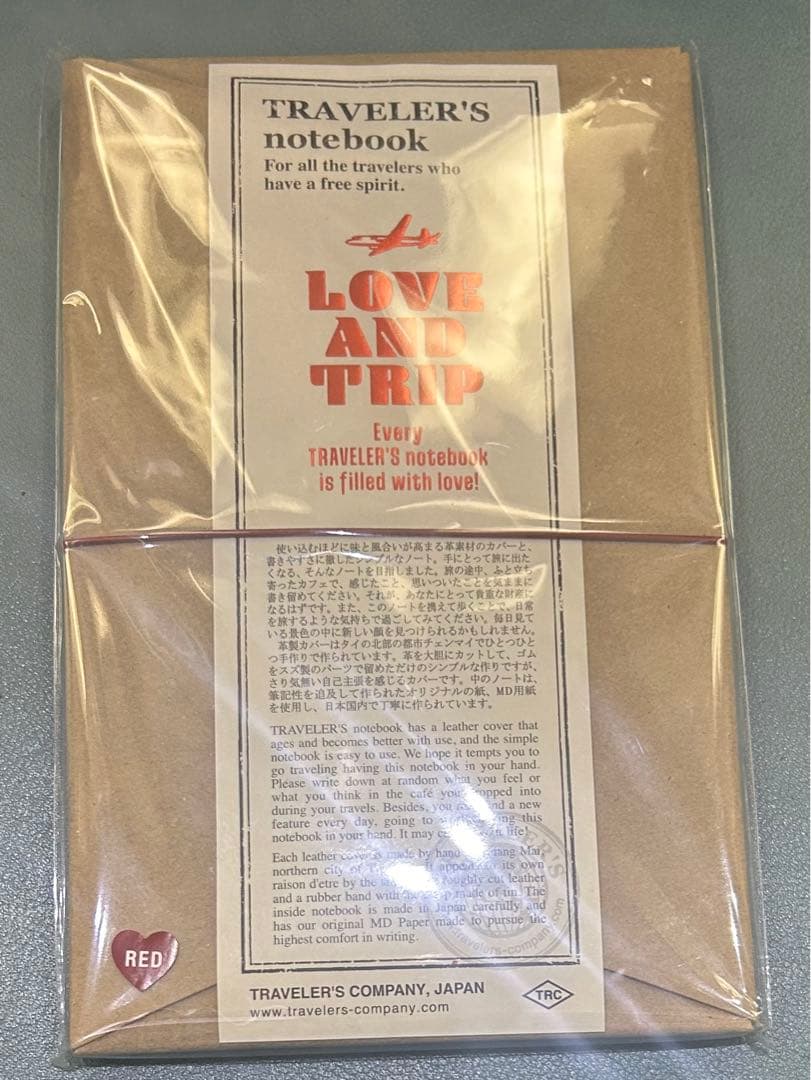 TRAVELER'S
notebook
For all the travelers who
have a free spirit.
LOVE
AND
TRIP
Every
TRAVELER'S notebook
is filled with love!
使い込むほどに味と風合いが高まる革素材のカバーと、
書きやすさに徹したシンプルなノート。手にとって旅に出た
くなる、そんなノートを目指しました。旅の途中、ふと立ち
寄ったカフェで、感じたこと、思いついたことを気ままに
書き留めてください。それが、あなたにとって貴重な財産に
なるはずです。また、このノートを携えて歩くことで、日常
を旅するような気持ちで過ごしてみてください。毎日見て
いる景色の中に新しい顔を見つけられるかもしれません。
革製カバーはタイの北部の都市チェンマイでひとつひと
つ手作りで作られています。革を大胆にカットして、ゴム
をスズ製のパーツで留めただけのシンプルな作りですが、
さり気無い自己主張を感じるカバーです。中のノートは、
筆記性を追及して作られたオリジナルの紙、MD用紙
を使用し、日本国内で丁寧に作られています。
TRAVELER'S notebook has a leather cover that
ages and becomes better with use, and the simple
notebook is easy to use. We hope it tempts you to
go traveling having this notebook in your hand.
Please write down at random what you feel or
what you think in the café you dropped into
during your travels. Besides, you find a new
feature every day, going to this
notebook in your hand. It may life!
Each leather cover is made by hand Mai,
northern city of its own
raison d'etre by the roughly cut leather
and a rubber band with made of tin. The
inside notebook is made in Japan carefully and
has our original MD Paper made to pursue the
highest comfort in writing.
travelers-company.com
RED
TRAVELER'S COMPANY, JAPAN
www.travelers-company.com
TRC